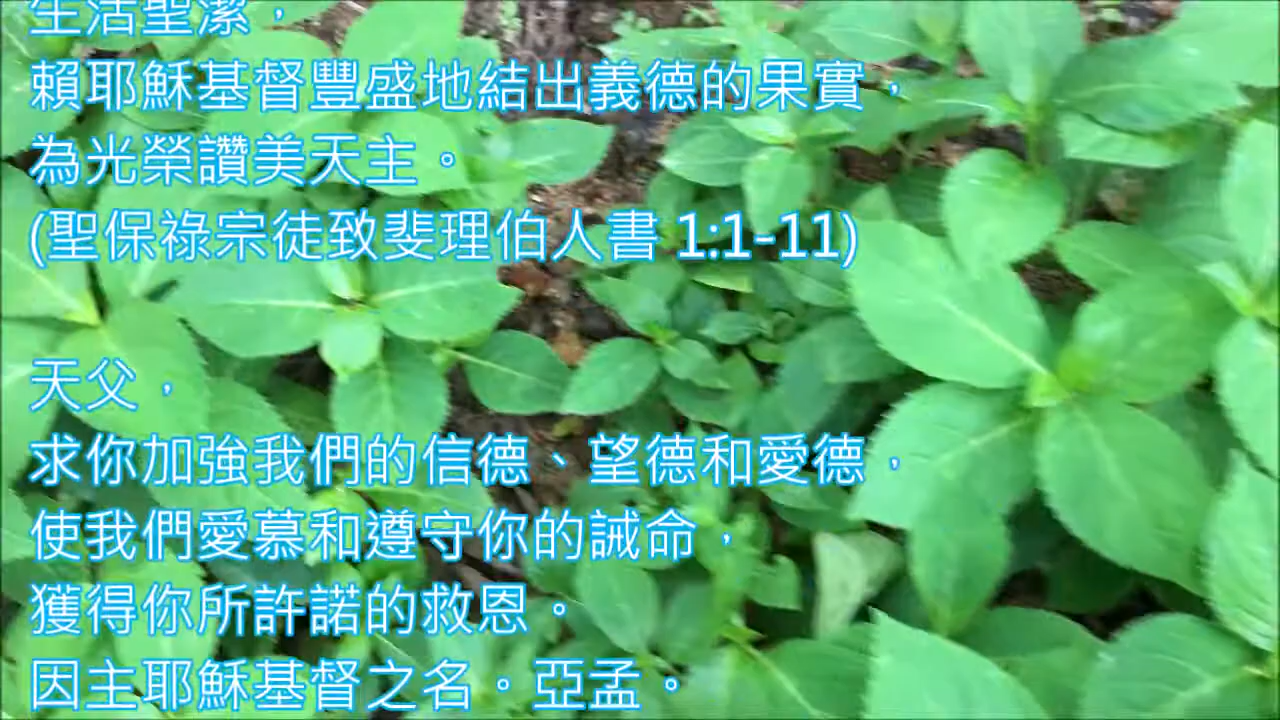 生活聖潔，
賴耶穌基督豐盛地結出義德的果實，
為光榮讚美天主。
(聖保祿宗徒致斐理伯人書 1:1-11)
天父，
求你加強我們的信德、望德和愛德，
使我們愛慕和遵守你的誡命，
獲得你所許諾的救恩。
因主耶穌基督之名。亞孟。